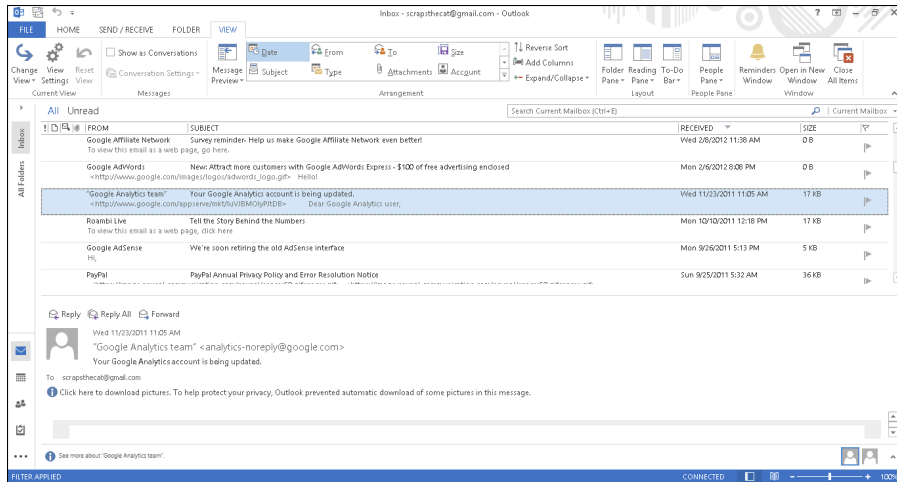 Inbox - scrapsthecat@gmail.com - Outlook
FILE HOME SEND / RECEIVE FOLDER VIEW
Change View
View Settings
Reset View
Current View
Show as Conversations
Conversation Settings
Messages
Message Preview
Date From To Size
Subject Type Attachments Account
Arrangement
Reverse Sort
Add Columns
Expand/Collapse
Folder Pane
Reading Pane
To-Do Bar
Layout
People Pane
People Pane
Reminders Window
Open in New Window
Close All Items
Window
Inbox
All Folders
All Unread
Search Current Mailbox (Ctrl+E) Current Mailbox
FROM SUBJECT RECEIVED SIZE
Google Affiliate Network Survey reminder- Help us make Google Affiliate Network even better! Wed 2/8/2012 11:38 AM 0 B
To view this email as a web page, go here.
Google AdWords New: Attract more customers with Google AdWords Express - $100 of free advertising enclosed Mon 2/6/2012 8:08 PM 0 B
<http://www.google.com/images/logos/adwords_logo.gif> Hello!
"Google Analytics team" Your Google Analytics account is being updated. Wed 11/23/2011 11:05 AM 17 KB
Dear Google Analytics user,
Roambi Live Tell the Story Behind the Numbers Mon 10/10/2011 12:18 PM 17 KB
To view this email as a web page, click here
Google AdSense We're soon retiring the old AdSense interface Mon 9/26/2011 5:13 PM 5 KB
Hi,
PayPal PayPal Annual Privacy Policy and Error Resolution Notice Sun 9/25/2011 5:32 AM 36 KB
Reply Reply All Forward
Wed 11/23/2011 11:05 AM
"Google Analytics team" <analytics-noreply@google.com>
Your Google Analytics account is being updated.
To scrapsthecat@gmail.com
Click here to download pictures. To help protect your privacy, Outlook prevented automatic download of some pictures in this message.
See more about "Google Analytics team".
FILTER APPLIED CONNECTED 100%